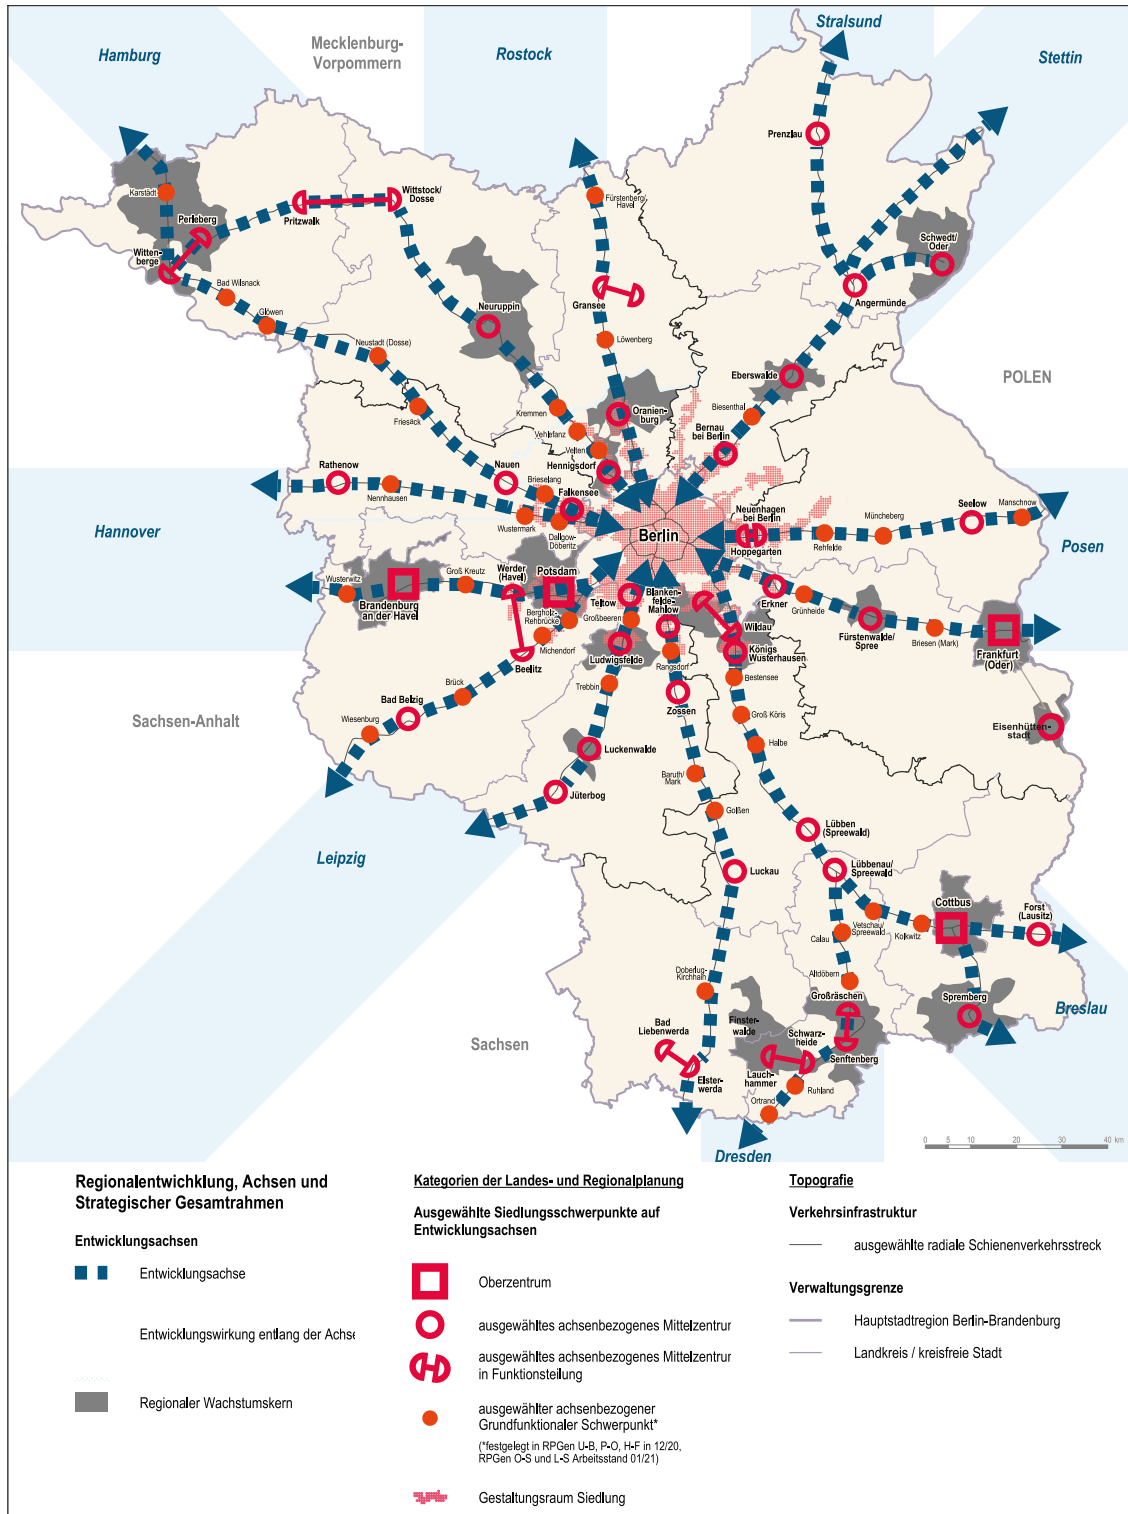 Stralsund
Hamburg
Mecklenburg-
Vorpommern
Rostock
Stettin
Prenzlau
Karstädt
Perleberg
Pritzwalk
Wittstock/
Dosse
Fürstenberg/
Havel
Schwedt/
Oder
Witten-
berge
Bad Wilsnack
Glöwen
Neuruppin
Gransee
Angermünde
Neustadt (Dosse)
Löwenberg
Eberswalde
POLEN
Friesack
Kremmen
Oranien-
burg
Biesenthal
Vehlefanz
Velten
Bernau
bei Berlin
Hennigsdorf
Rathenow
Nennhausen
Nauen
Brieselang
Falkensee
Wustermark
Dallgow-
Döberitz
Berlin
Neuenhagen
bei Berlin
Hoppegarten
Rehfelde
Müncheberg
Seelow
Manschnow
Hannover
Posen
Wusterwitz
Brandenburg
an der Havel
Groß Kreutz
Werder
(Havel)
Potsdam
Bergholz-
Rehbrücke
Michendorf
Beelitz
Teltow
Großbeeren
Ludwigsfelde
Blanken-
felde-
Mahlow
Rangsdorf
Wildau
Königs
Wusterhausen
Erkner
Grünheide
Fürstenwalde/
Spree
Briesen (Mark)
Frankfurt
(Oder)
Bestensee
Trebbin
Zossen
Brück
Bad Belzig
Wiesenburg
Sachsen-Anhalt
Groß Köris
Halbe
Eisenhütten-
stadt
Luckenwalde
Jüterbog
Baruth/
Mark
Golßen
Leipzig
Lübben
(Spreewald)
Luckau
Lübbenau/
Spreewald
Cottbus
Forst
(Lausitz)
Vetschau/
Spreewald
Kolkwitz
Calau
Doberlug-
Kirchhain
Altdöbern
Großräschen
Spremberg
Breslau
Finster-
walde
Bad
Liebenwerda
Schwarz-
heide
Senftenberg
Sachsen
Elster-
werda
Lauch-
hammer
Ruhland
Ortrand
Dresden
0 5 10 20 30 40 km
Regionalentwichklung, Achsen und
Strategischer Gesamtrahmen
Entwicklungsachsen
Entwicklungsachse
Entwicklungswirkung entlang der Achse
Regionaler Wachstumskern
Kategorien der Landes- und Regionalplanung
Ausgewählte Siedlungsschwerpunkte auf
Entwicklungsachsen
Oberzentrum
ausgewähltes achsenbezogenes Mittelzentrum
ausgewähltes achsenbezogenes Mittelzentrum
in Funktionsteilung
ausgewählter achsenbezogener
Grundfunktionaler Schwerpunkt*
(*festgelegt in RPGen U-B, P-O, H-F in 12/20,
RPGen O-S und L-S Arbeitsstand 01/21)
Gestaltungsraum Siedlung
Topografie
Verkehrsinfrastruktur
ausgewählte radiale Schienenverkehrsstreck
Verwaltungsgrenze
Hauptstadtregion Berlin-Brandenburg
Landkreis / kreisfreie Stadt